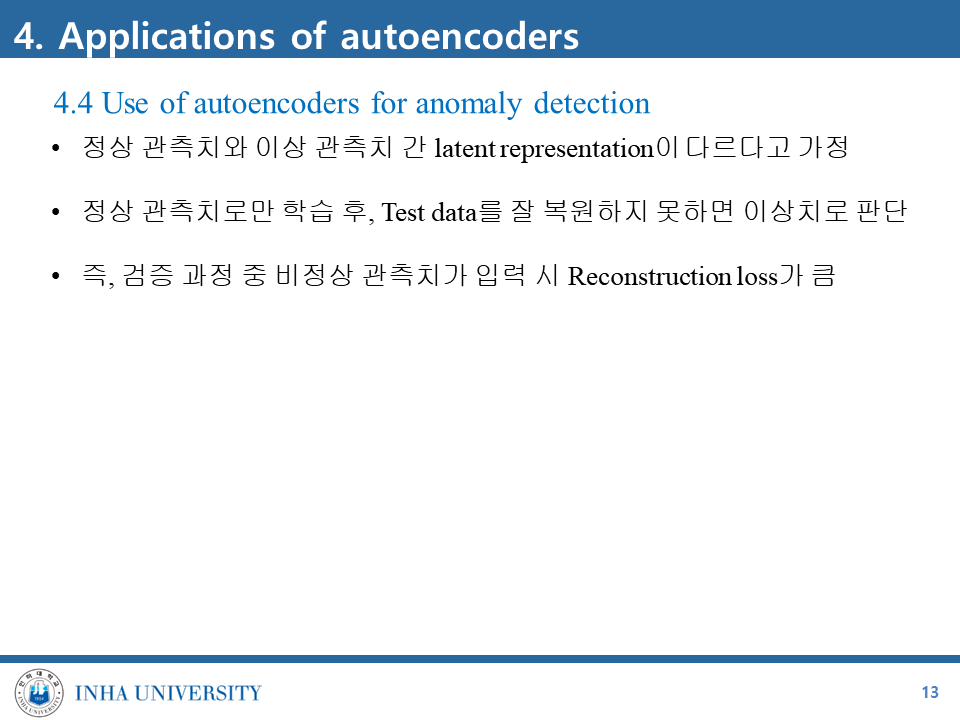 4. Applications of autoencoders
4.4 Use of autoencoders for anomaly detection
• 정상 관측치와 이상 관측치 간 latent representation이 다르다고 가정
• 정상 관측치로만 학습 후, Test data를 잘 복원하지 못하면 이상치로 판단
• 즉, 검증 과정 중 비정상 관측치가 입력 시 Reconstruction loss가 큼
INHA UNIVERSITY
13